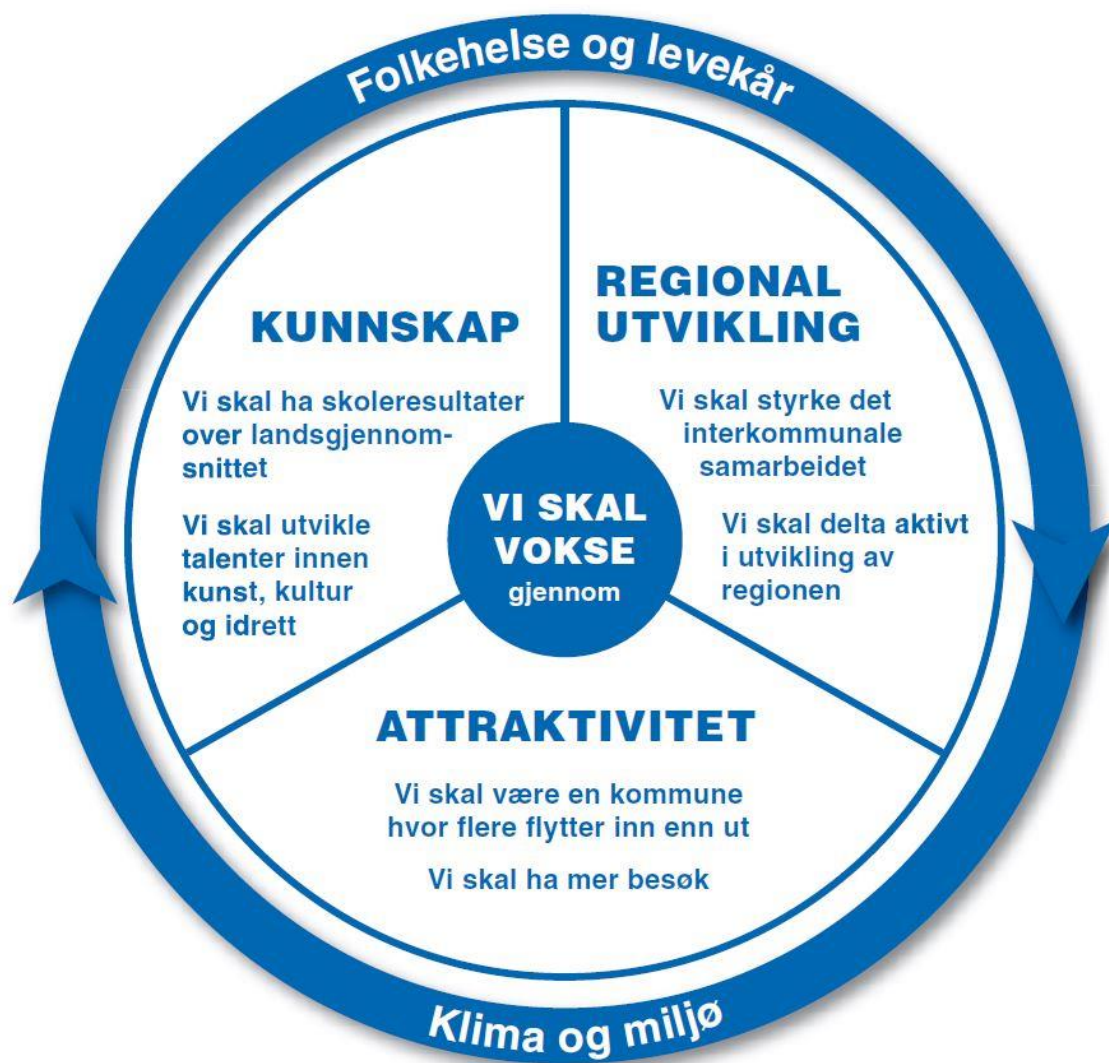 Folkehelse og levekår
KUNNSKAP
Vi skal ha skoleresultater
over landsgjennom-
snittet
Vi skal utvikle
talenter innen
kunst, kultur
og idrett
REGIONAL
UTVIKLING
Vi skal styrke det
interkommunale
samarbeidet
Vi skal delta aktivt
i utvikling av
regionen
VI SKAL
VOKSE
gjennom
ATTRAKTIVITET
Vi skal være en kommune
hvor flere flytter inn enn ut
Vi skal ha mer besøk
Klima og miljø